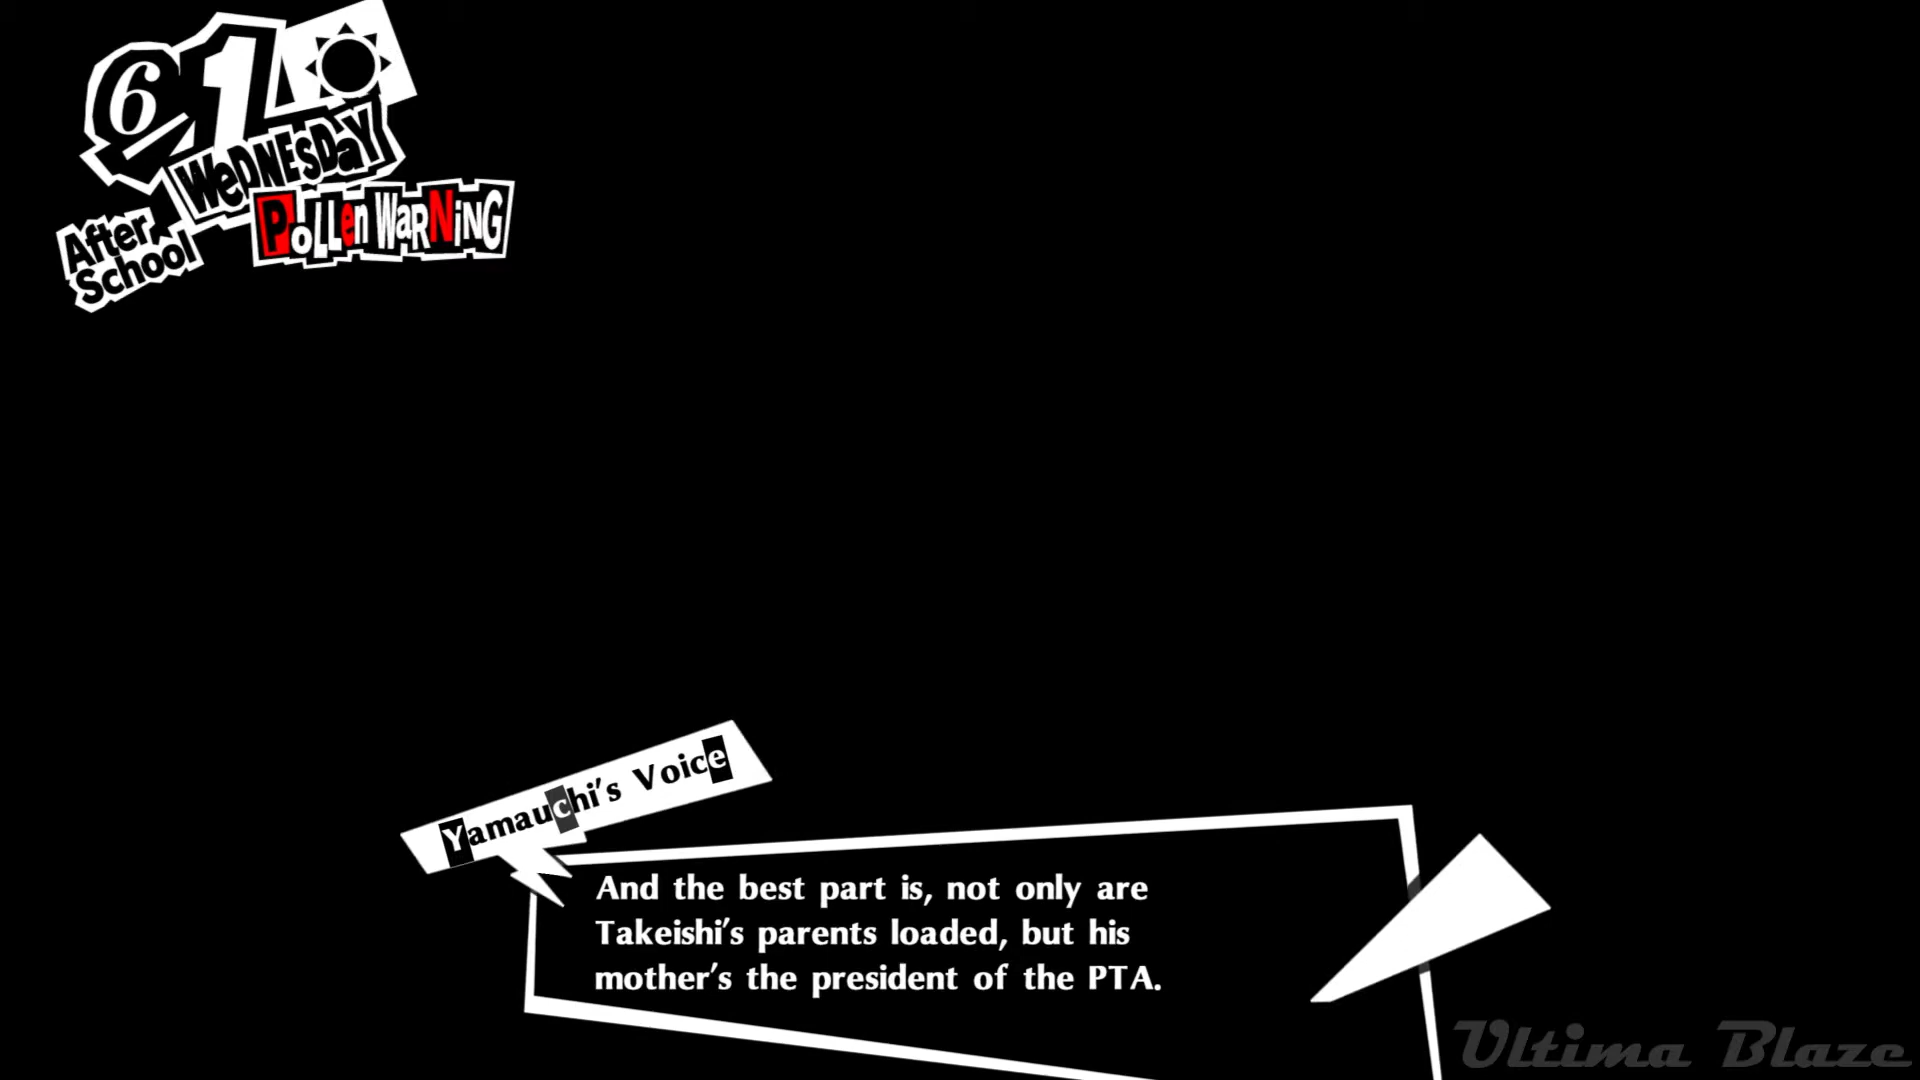 6/1
WeDNESDaY
After School
PoLLen WaRNiNG
Yamauchi's Voice
And the best part is, not only are
Takeishi's parents loaded, but his
mother's the president of the PTA.
Ultima Blaze